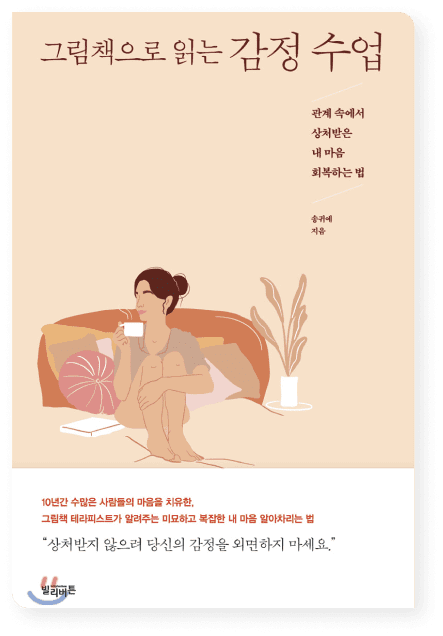 그림책으로 읽는 감정 수업
관계 속에서
상처받은
내 마음
회복하는 법
송귀예
지음
10년간 수많은 사람들의 마음을 치유한,
그림책 테라피스트가 알려주는 미묘하고 복잡한 내 마음 알아차리는 법
“상처받지 않으려 당신의 감정을 외면하지 마세요.”
빌리버튼